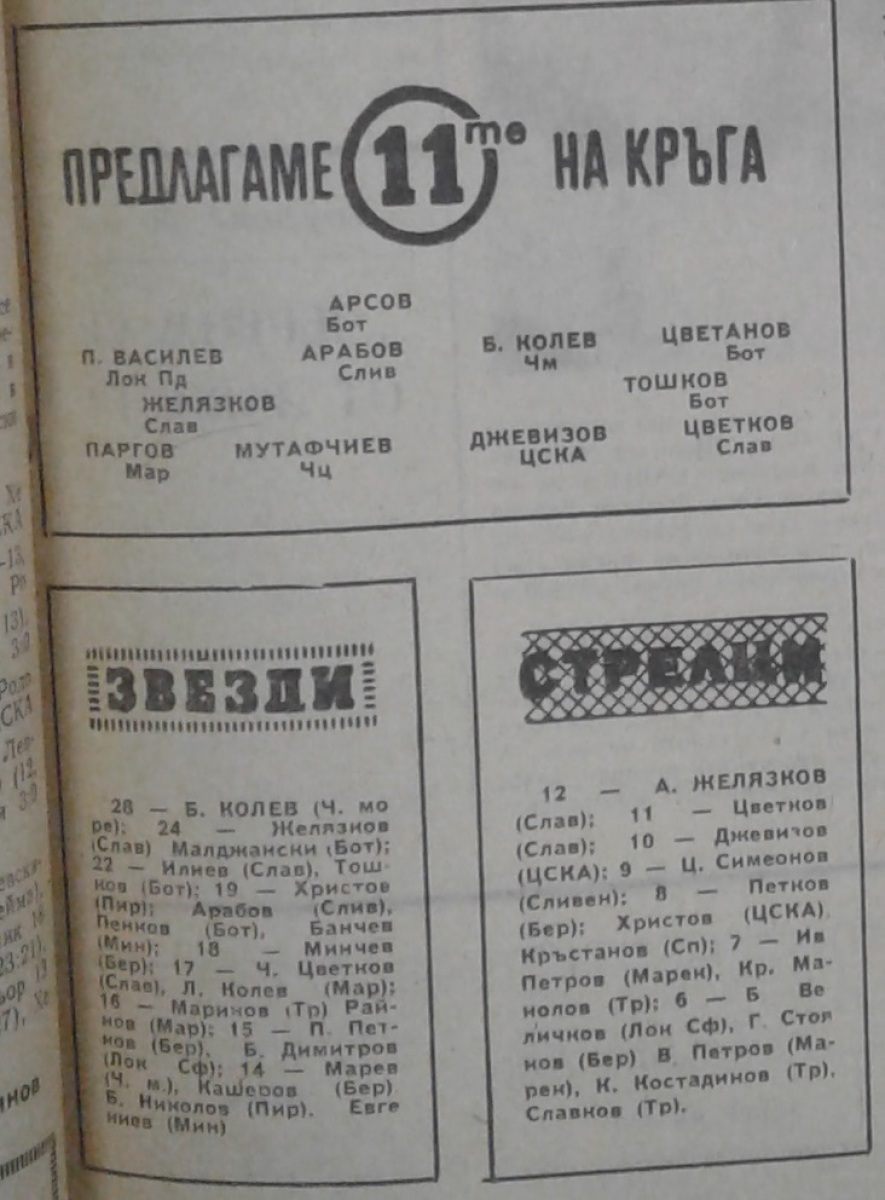 ПРЕДЛАГАМЕ 11те НА КРЪГА
АРСОВ
Бот
П. ВАСИЛЕВ АРАБОВ Б. КОЛЕВ ЦВЕТАНОВ
Лок Пд Слив Чм Бот
ЖЕЛЯЗКОВ ТОШКОВ
Слав Бот
ПАРГОВ МУТАФЧИЕВ ДЖЕВИЗОВ ЦВЕТКОВ
Мар Чц ЦСКА Слав
ЗВЕЗДИ
28 — Б. КОЛЕВ (Ч. мо
ре); 24 — Желязков
(Слав) Малджански (Бот);
22 — Илиев (Слав), Тош
ков (Бот); 19 — Христов
(Пир); Арабов (Слив),
Пенков (Бот), Банчев
(Мин); 18 — Минчев
(Бер); 17 — Ч. Цветков
(Слав), Л. Колев (Мар);
16 — Маринов (Тр) Рай-
нов (Мар); 15 — П. Пет-
ков (Бер), Б. Димитров
(Лок Сф); 14 — Марев
(Ч. м.), Кашеров (Бер)
Б. Николов (Пир). Евге
ниев (Мин)
СТРЕЛЦИ
12 — А. ЖЕЛЯЗКОВ
(Слав); 11 — Цветков
(Слав); 10 — Джевизов
(ЦСКА); 9 — Ц. Симеонов
(Сливен); 8 — Петков
(Бер); Христов (ЦСКА)
Кръстанов (Сп); 7 — Ив
Петров (Марек), Кр. Ма-
нолов (Тр); 6 — Б Ве
личков (Лок Сф), Г. Стоя
нов (Бер) В. Петров (Ма-
рек), К. Костадинов (Тр),
Славков (Тр).